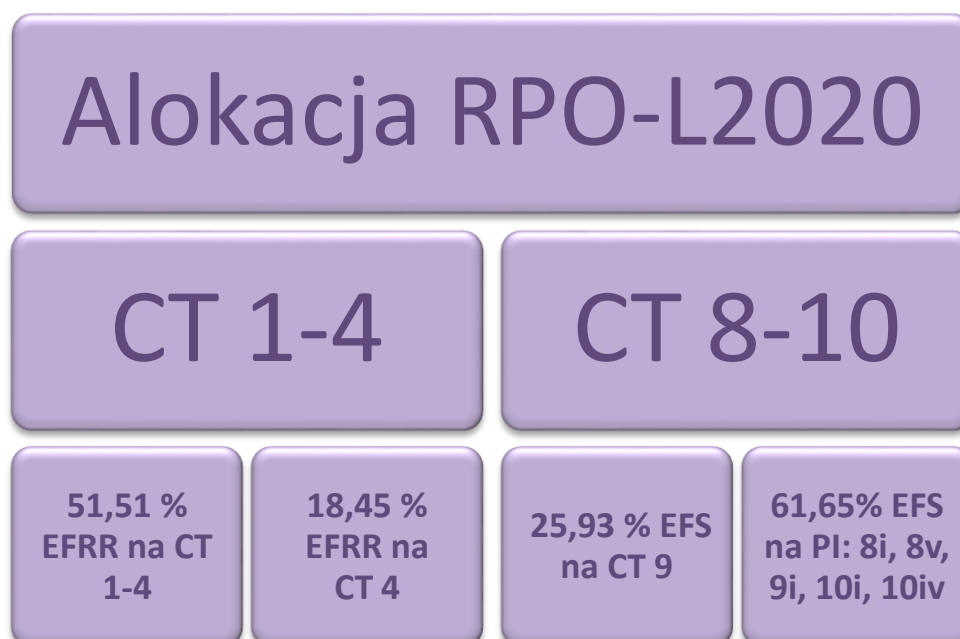 Alokacja RPO-L2020
CT 1-4
CT 8-10
51,51 %
EFRR na CT
1-4
18,45 %
EFRR na
CT 4
25,93 % EFS
na CT 9
61,65% EFS
na PI: 8i, 8v,
9i, 10i, 10iv